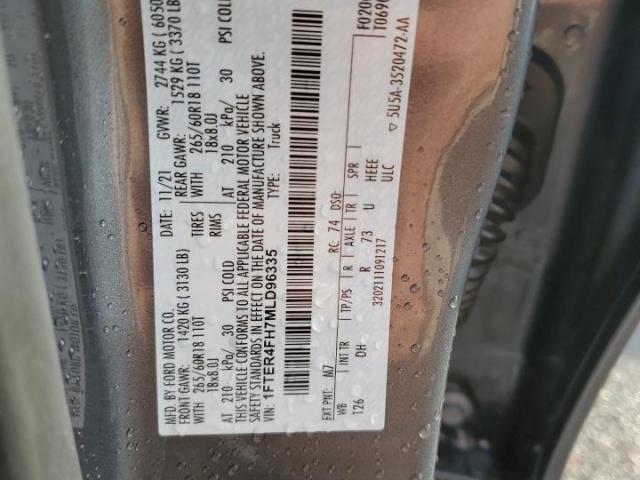 MFD. BY FORD MOTOR CO.
DATE: 11/21 GVWR: 2744 KG ( 6050
FRONT GAWR: 1420 KG ( 3130 LB) REAR GAWR: 1529 KG ( 3370 LB
WITH 265/60R18 110T TIRES WITH 265/60R18 110T
18x8.0J RIMS 18x8.0J
AT 210 kPa/ 30 PSI COLD AT 210 kPa/ 30 PSI COLD
THIS VEHICLE CONFORMS TO ALL APPLICABLE FEDERAL MOTOR VEHICLE
SAFETY STANDARDS IN EFFECT ON THE DATE OF MANUFACTURE SHOWN ABOVE.
VIN: 1FTER4FH7MLD96335 Truck
F020
T069
EXT PNT: M7 RC: 74 DSO:
WB INT TR TP/PS R AXLE TR SPR
126 DH R 73 U HEEE
ULC
3202111091217
5U5A-3520472-AA